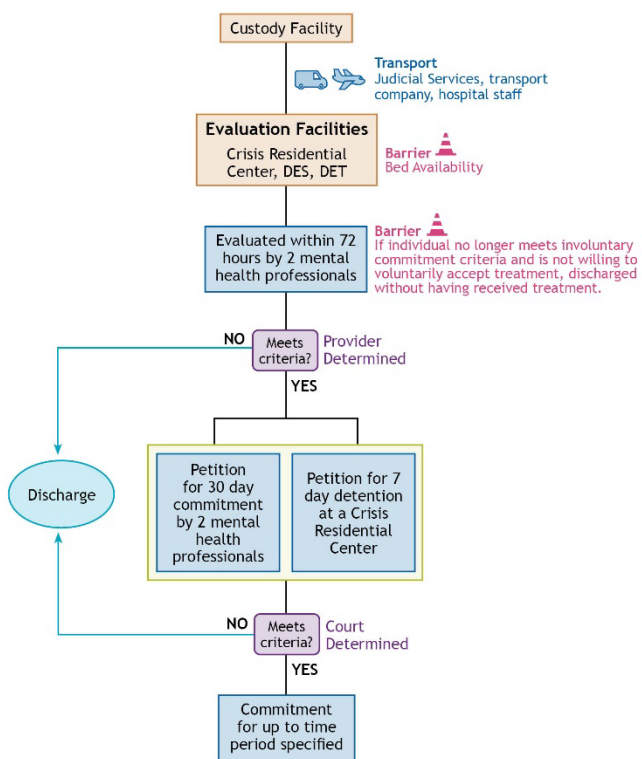 Custody Facility
Transport
Judicial Services, transport
company, hospital staff
Evaluation Facilities
Crisis Residential
Center, DES, DET
Barrier
Bed Availability
Evaluated within 72
hours by 2 mental
health professionals
Barrier
If individual no longer meets involuntary
commitment criteria and is not willing to
voluntarily accept treatment, discharged
without having received treatment.
NO
Meets
criteria?
Provider
Determined
YES
Petition
for 30 day
commitment
by 2 mental
health
professionals
Petition for 7
day detention
at a Crisis
Residential
Center
Discharge
NO
Meets
criteria?
Court
Determined
YES
Commitment
for up to time
period specified